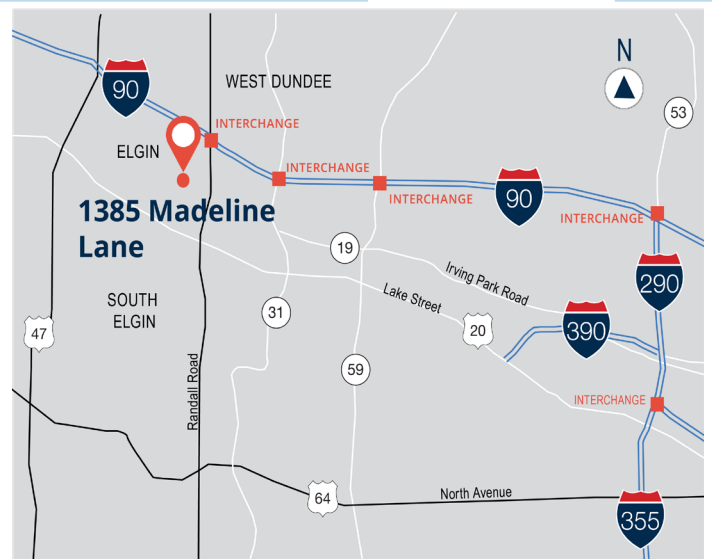 N
90
WEST DUNDEE
53
INTERCHANGE
ELGIN
INTERCHANGE
INTERCHANGE
90
INTERCHANGE
1385 Madeline
Lane
19
Irving Park Road
290
Lake Street
SOUTH
ELGIN
31
20
390
47
Randall Road
59
INTERCHANGE
64
North Avenue
355